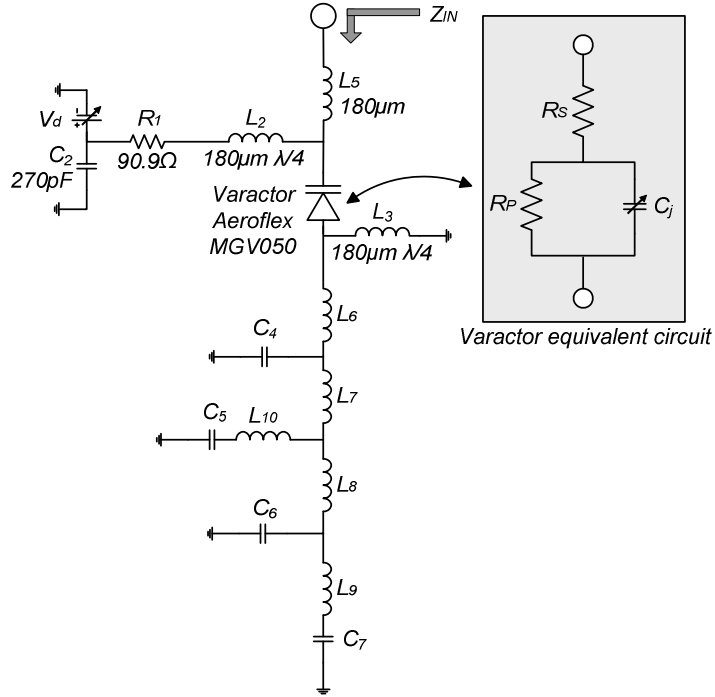 Z_IN
L5
180µm
Vd
R1
90.9Ω
L2
180µm λ/4
C2
270pF
Varactor
Aeroflex
MGV050
L3
180µm λ/4
RS
RP
Cj
Varactor equivalent circuit
L6
C4
L7
C5
L10
L8
C6
L9
C7